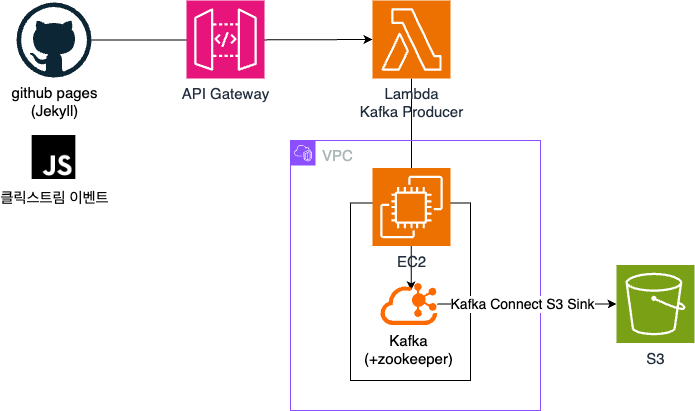 github pages
(Jekyll)
API Gateway
Lambda
Kafka Producer
JS
클릭스트림 이벤트
VPC
EC2
Kafka Connect S3 Sink
Kafka
(+zookeeper)
S3